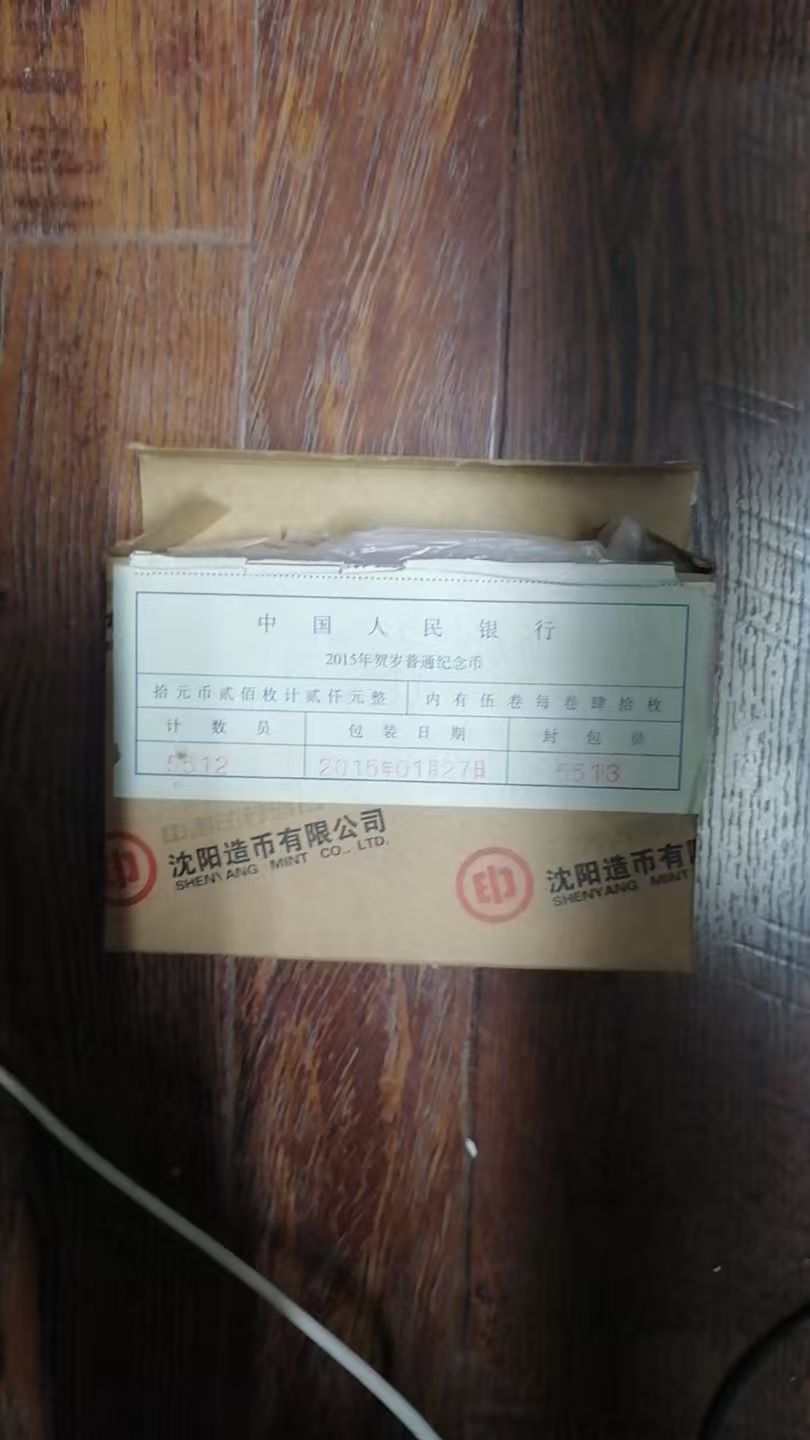 中国人民银行
2015年贺岁普通纪念币
拾元币贰佰枚计贰仟元整 内有伍卷每卷肆拾枚
计数员 包装日期 封包员
5512 2015年01月27日 5513
沈阳造币有限公司
SHENYANG MINT CO., LTD.
沈阳造币有
SHENYANG MINT